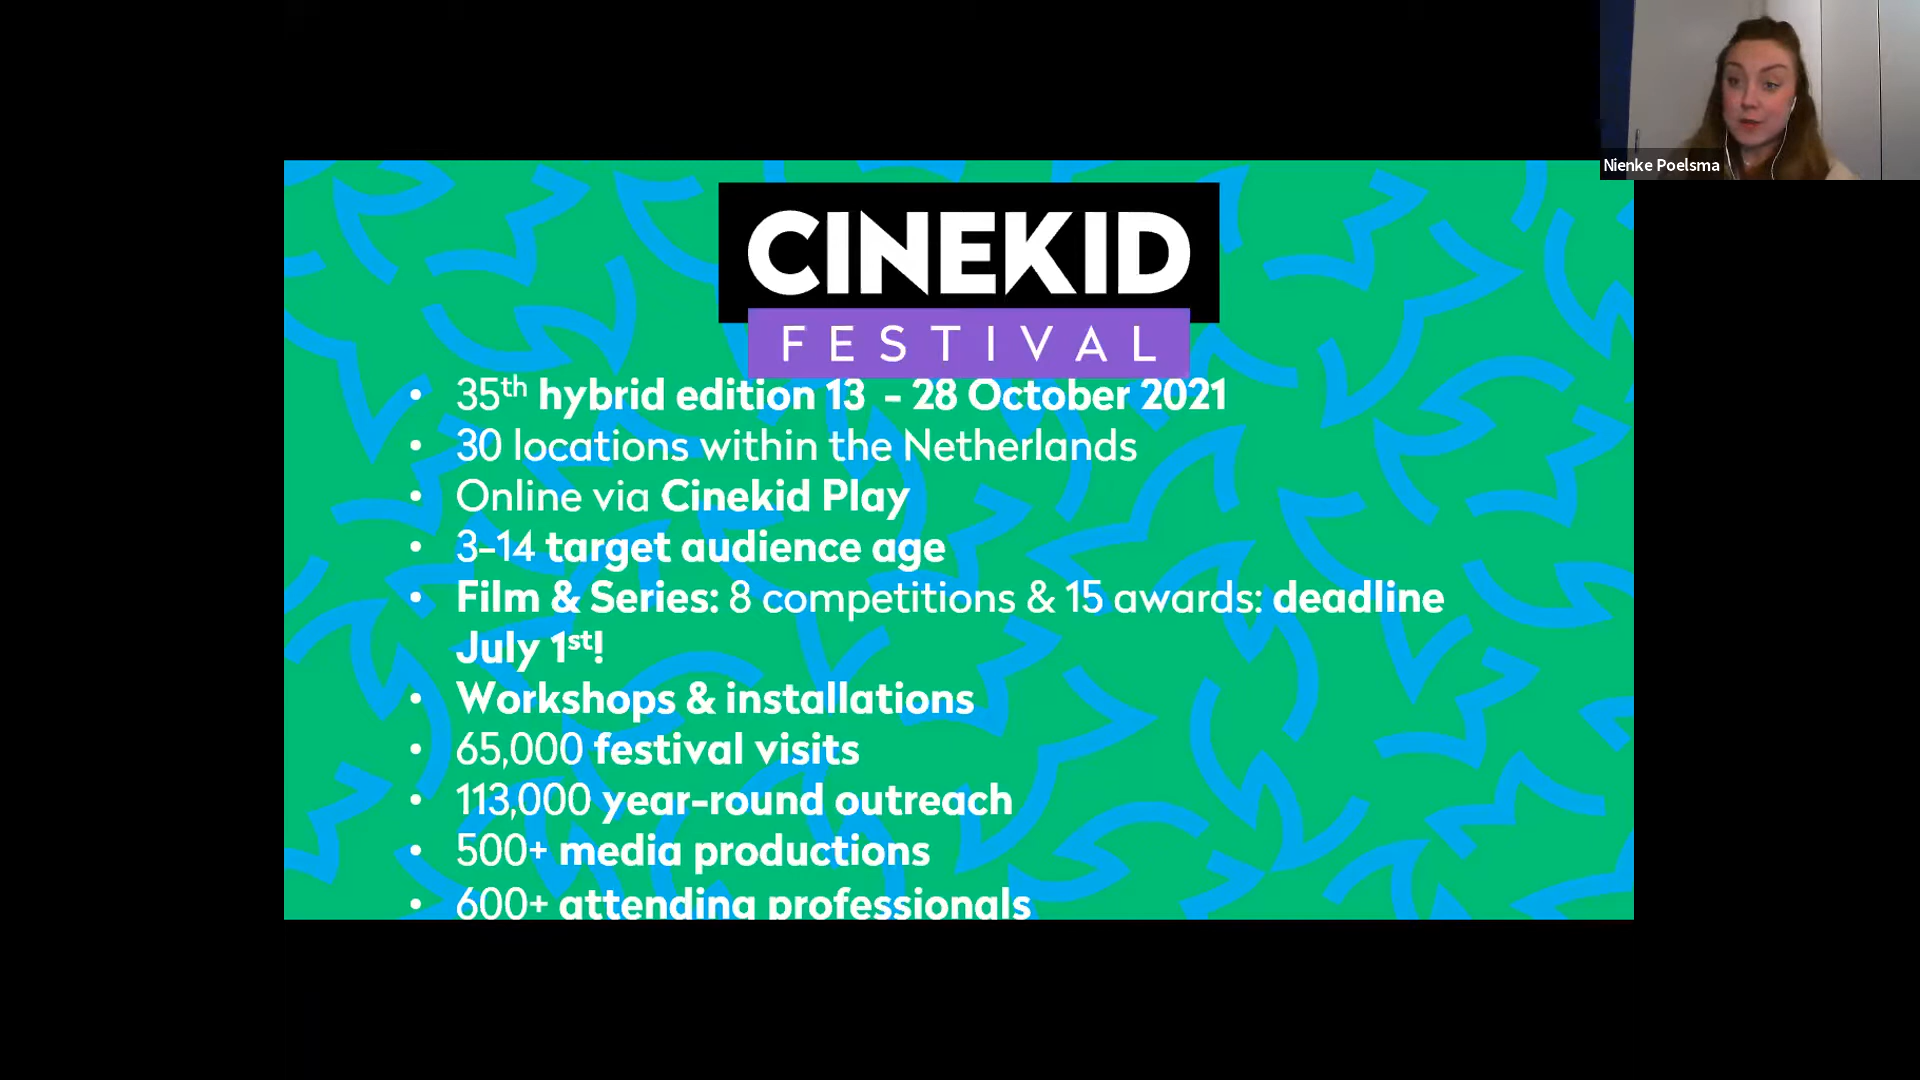 Nienke Poelsma
CINEKID
FESTIVAL
• 35th hybrid edition 13 - 28 October 2021
• 30 locations within the Netherlands
• Online via Cinekid Play
• 3-14 target audience age
• Film & Series: 8 competitions & 15 awards: deadline
July 1st!
• Workshops & installations
• 65,000 festival visits
• 113,000 year-round outreach
• 500+ media productions
• 600+ attending professionals